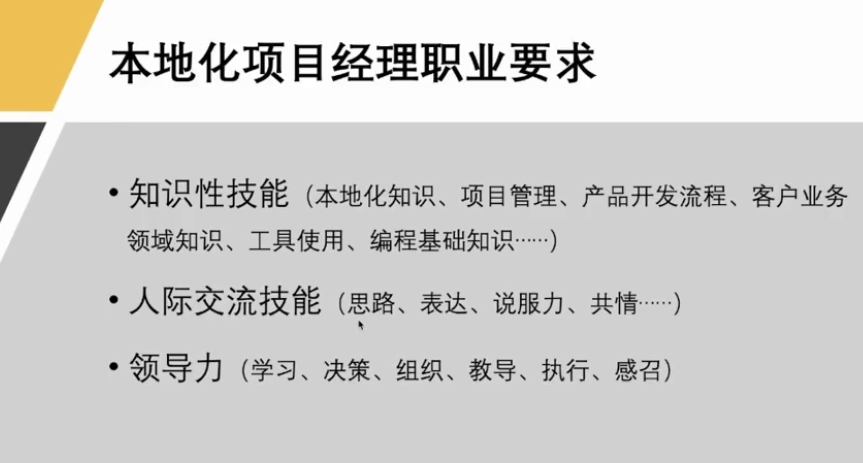 本地化项目经理职业要求
• 知识性技能（本地化知识、项目管理、产品开发流程、客户业务
领域知识、工具使用、编程基础知识……）
• 人际交流技能（思路、表达、说服力、共情……）
• 领导力（学习、决策、组织、教导、执行、感召）